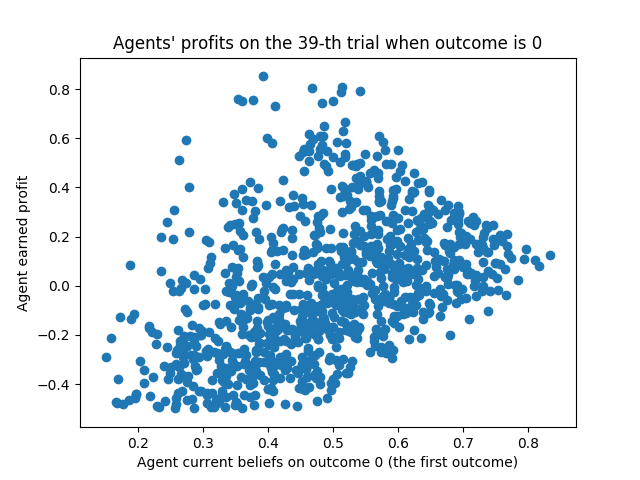 Agents' profits on the 39-th trial when outcome is 0
Agent earned profit
0.8
0.6
0.4
0.2
0.0
−0.2
−0.4
0.2 0.3 0.4 0.5 0.6 0.7 0.8
Agent current beliefs on outcome 0 (the first outcome)